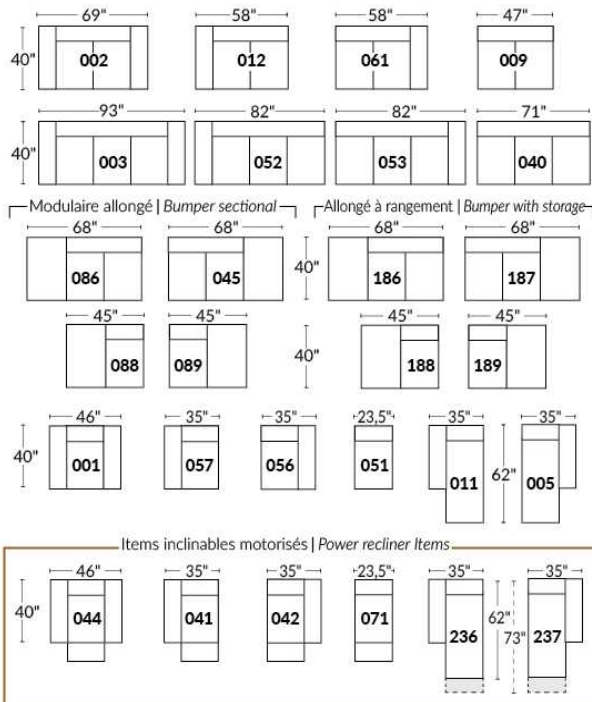 69" 58" 58" 47"
40" 002 012 061 009
93" 82" 82" 71"
40" 003 052 053 040
Modulaire allongé | Bumper sectional Allongé à rangement | Bumper with storage
68" 68" 68" 68"
086 045 40" 186 187
45" 45" 45" 45"
088 089 40" 188 189
46" 35" 35" 23,5" 35" 35"
40" 001 057 056 051 011 62" 005
Items inclinables motorisés | Power recliner Items
46" 35" 35" 23,5" 35" 35"
40" 044 041 042 071 236 62" 73" 237